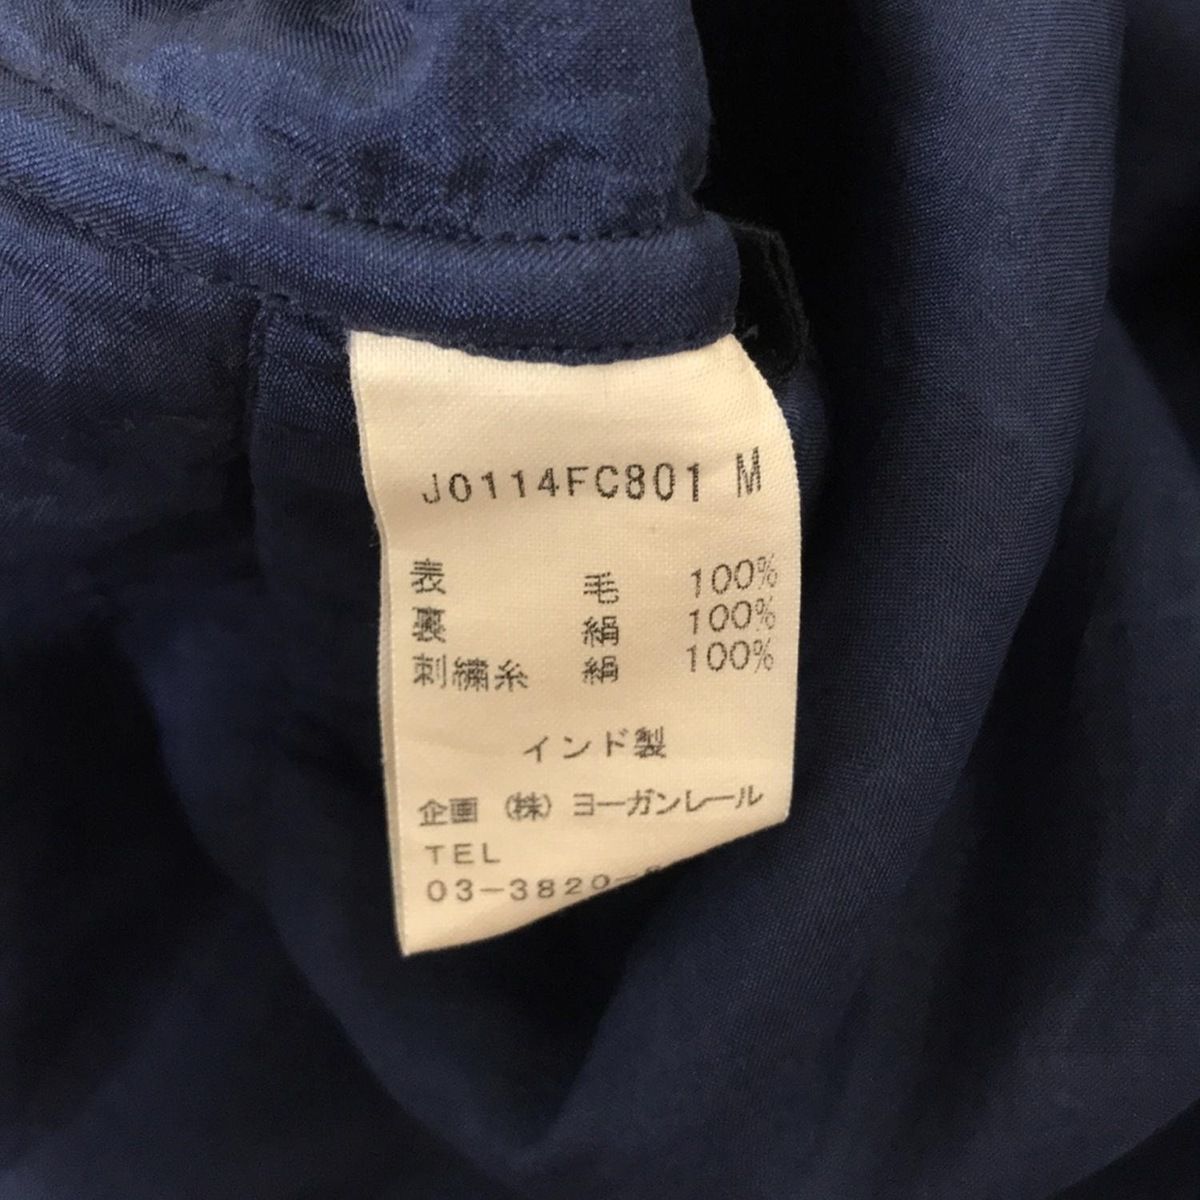 J0114FC801 M
表 毛 100%
裏 絹 100%
刺繍糸 絹 100%
インド製
企画 (株) ヨーガンレール
TEL
03-3820-